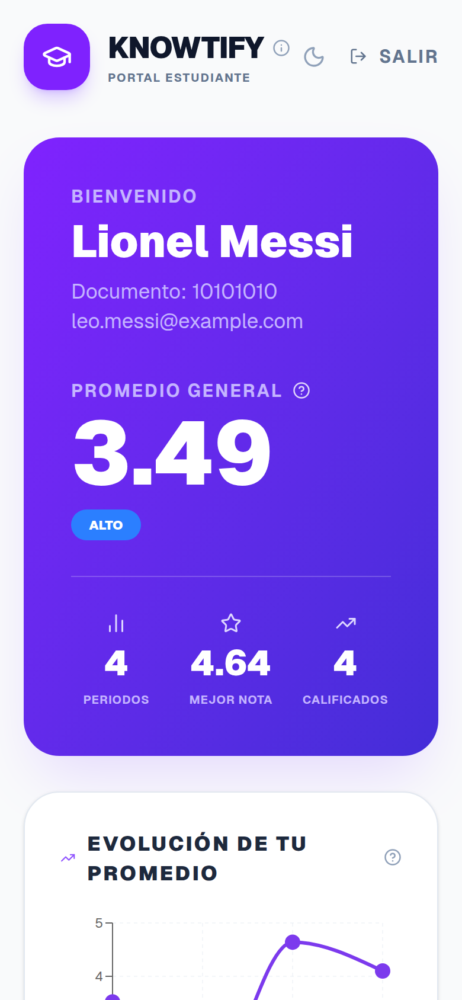 KNOWTIFY
SALIR
PORTAL ESTUDIANTE
BIENVENIDO
Lionel Messi
Documento: 10101010
leo.messi@example.com
PROMEDIO GENERAL
3.49
ALTO
4
4.64
4
PERIODOS
MEJOR NOTA
CALIFICADOS
EVOLUCIÓN DE TU
PROMEDIO
5
4